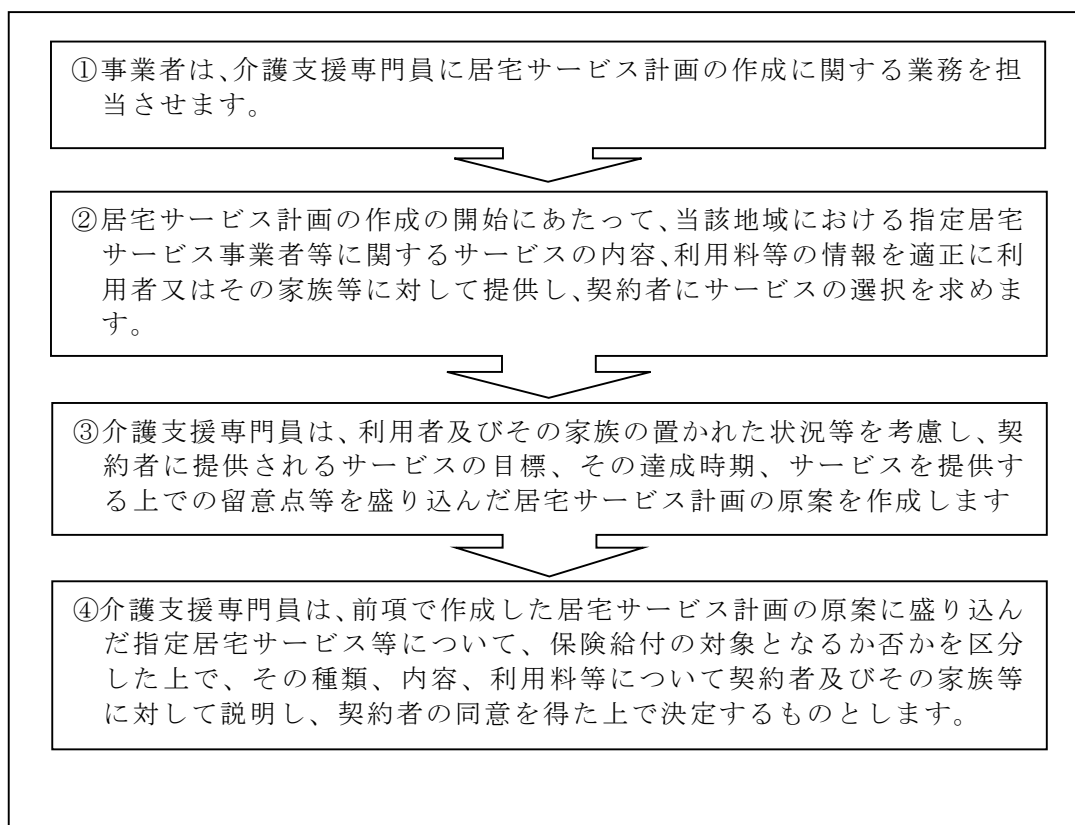 ①事業者は、介護支援専門員に居宅サービス計画の作成に関する業務を担
当させます。
②居宅サービス計画の作成の開始にあたって、当該地域における指定居宅
サービス事業者等に関するサービスの内容、利用料等の情報を適正に利
用者又はその家族等に対して提供し、契約者にサービスの選択を求めま
す。
③介護支援専門員は、利用者及びその家族の置かれた状況等を考慮し、契
約者に提供されるサービスの目標、その達成時期、サービスを提供す
る上での留意点等を盛り込んだ居宅サービス計画の原案を作成します
④介護支援専門員は、前項で作成した居宅サービス計画の原案に盛り込ん
だ指定居宅サービス等について、保険給付の対象となるか否かを区分
した上で、その種類、内容、利用料等について契約者及びその家族等
に対して説明し、契約者の同意を得た上で決定するものとします。